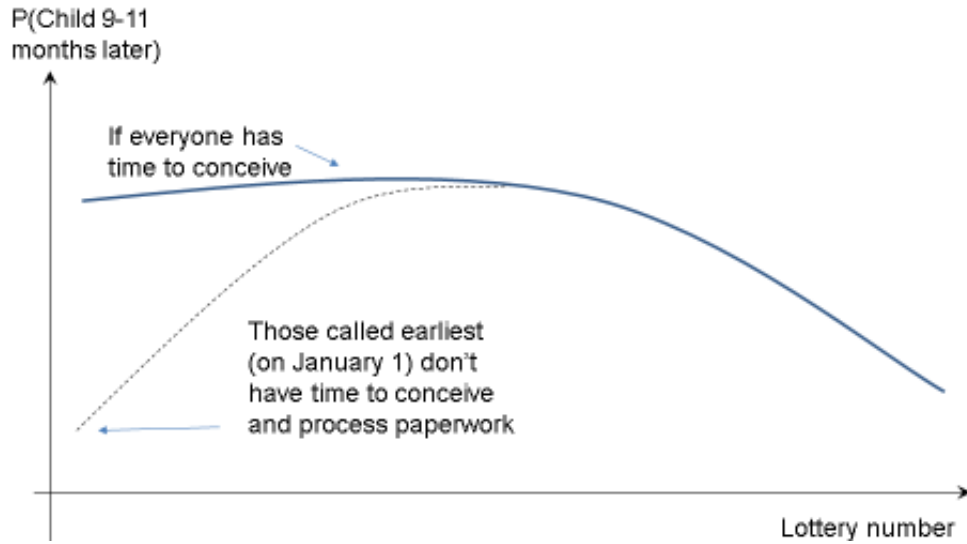 P(Child 9-11
months later)
If everyone has
time to conceive
Those called earliest
(on January 1) don't
have time to conceive
and process paperwork
Lottery number